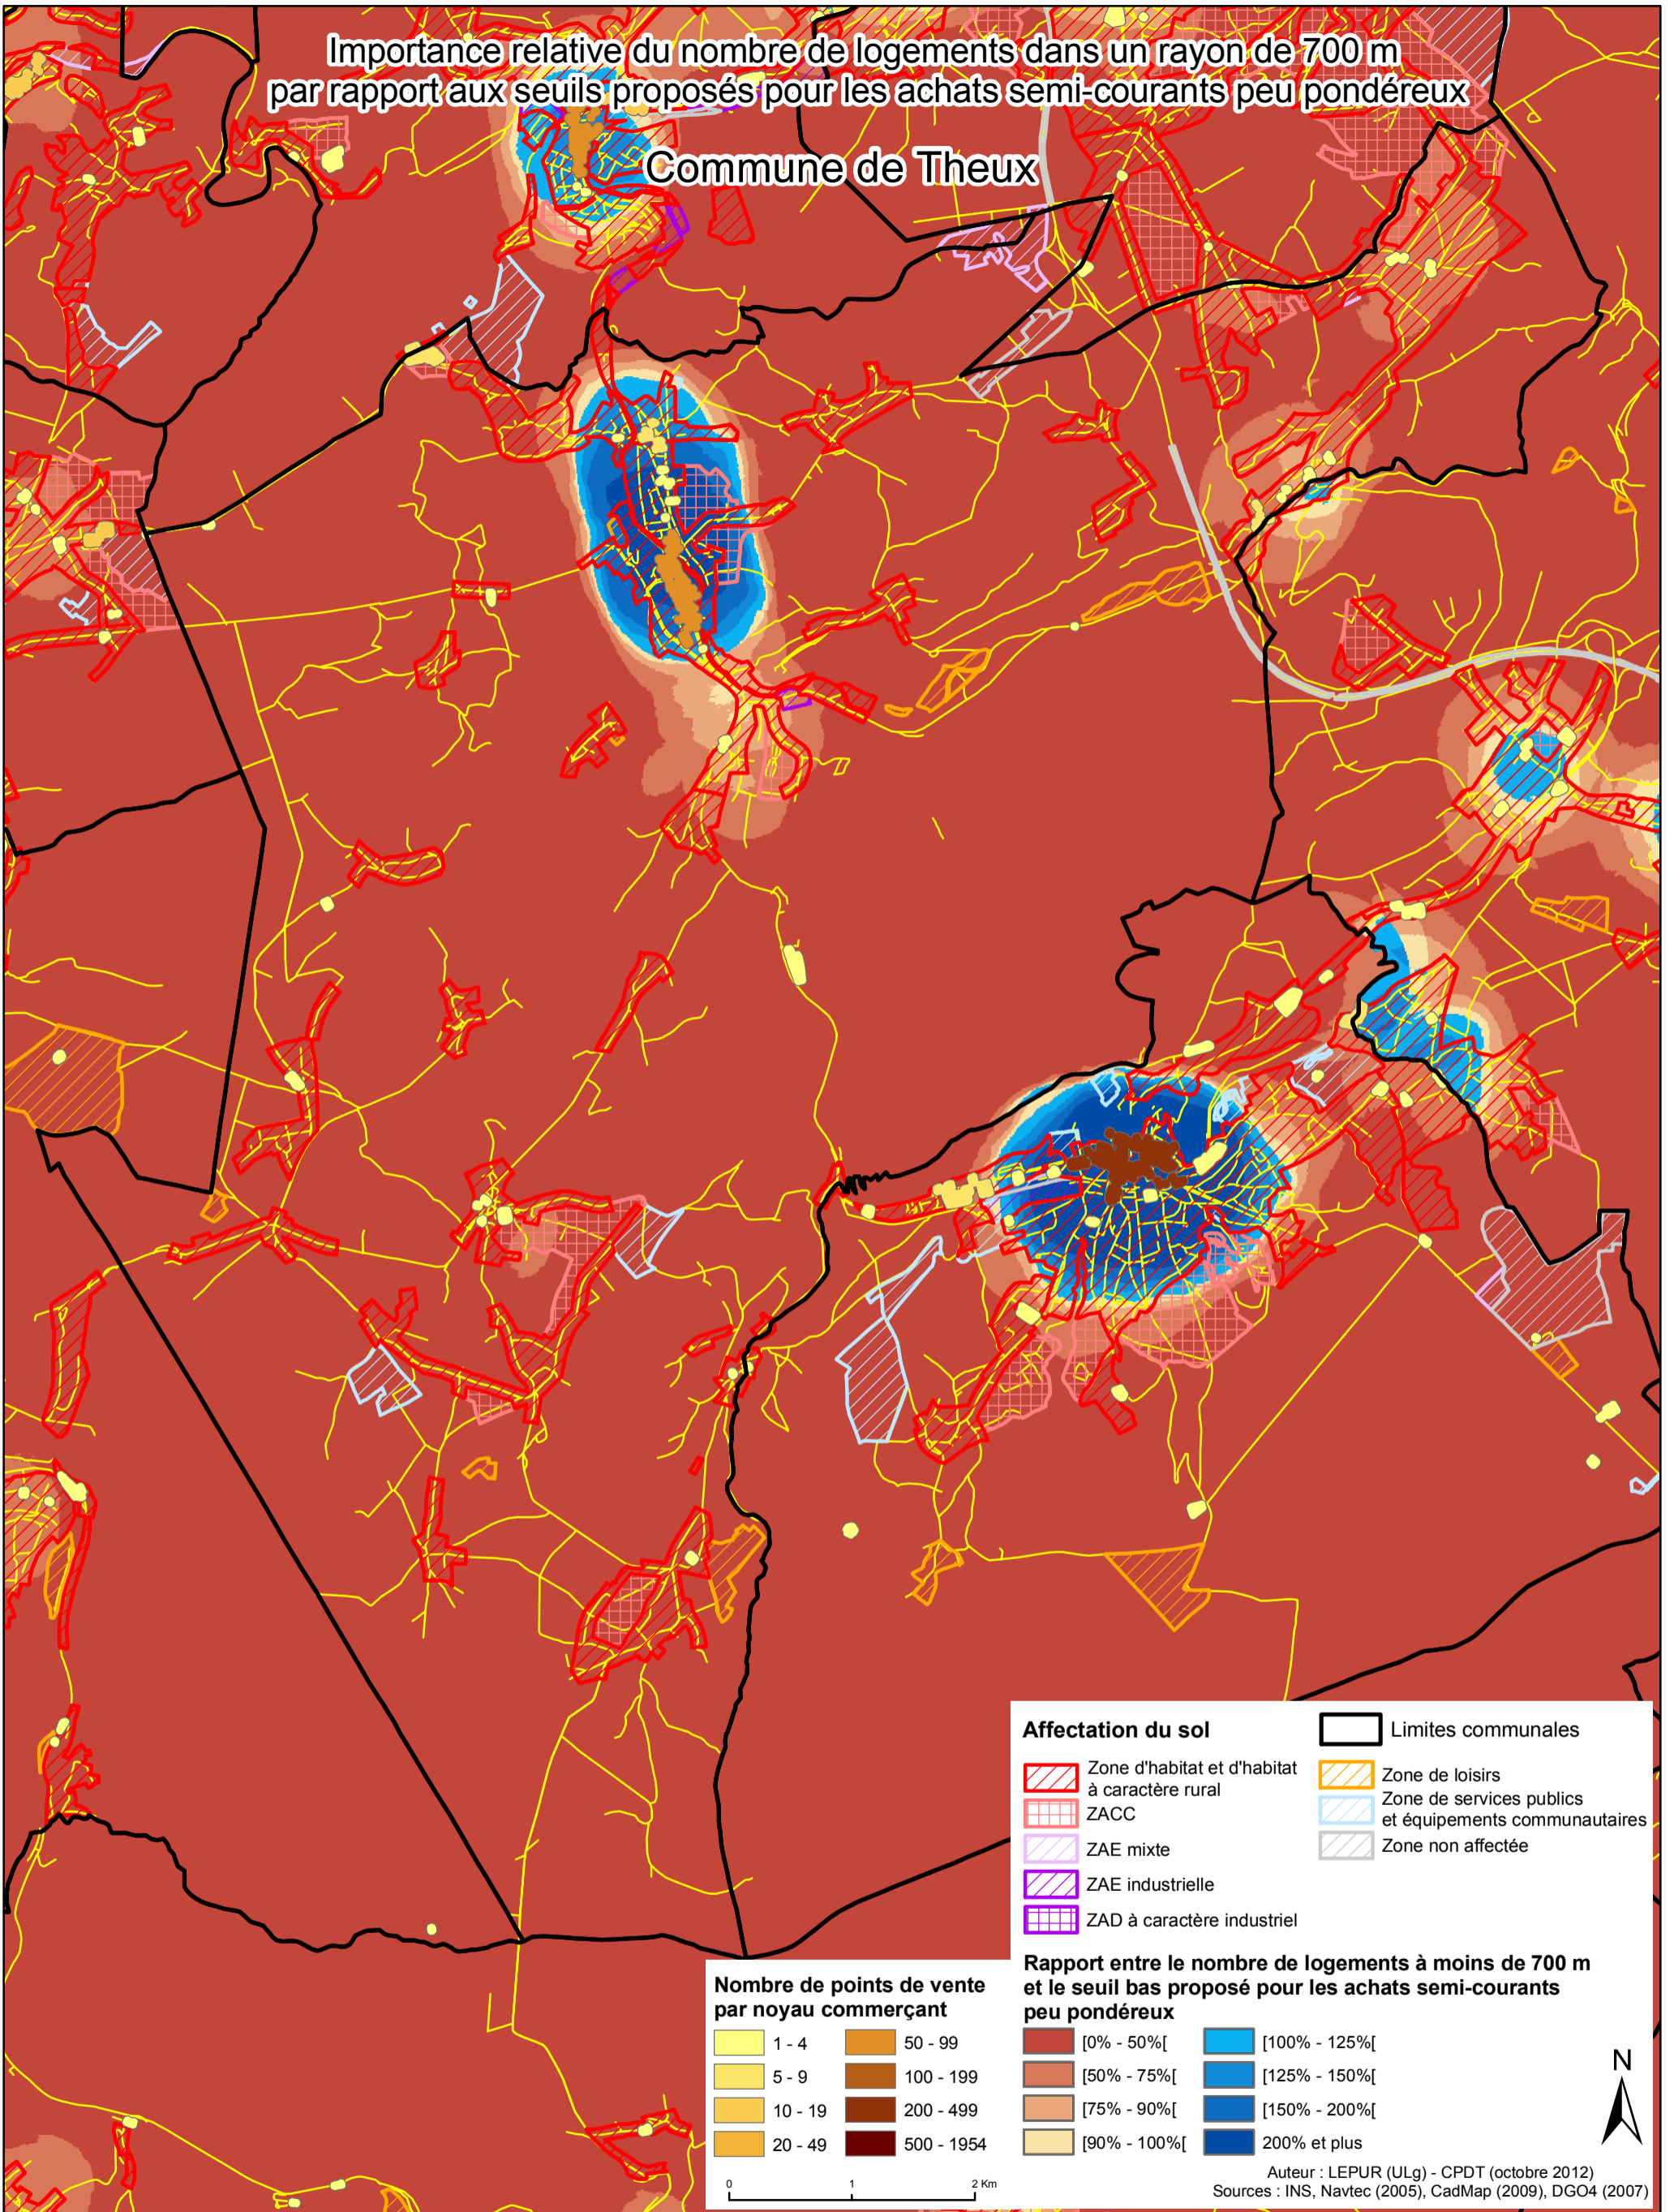 Importance relative du nombre de logements dans un rayon de 700 m
par rapport aux seuils proposés pour les achats semi-courants peu pondéreux
Commune de Theux
Affectation du sol
Zone d'habitat et d'habitat
à caractère rural
ZACC
ZAE mixte
ZAE industrielle
ZAD à caractère industriel
Limites communales
Zone de loisirs
Zone de services publics
et équipements communautaires
Zone non affectée
Nombre de points de vente
par noyau commerçant
1 - 4
5 - 9
10 - 19
20 - 49
50 - 99
100 - 199
200 - 499
500 - 1954
0 1 2 Km
Rapport entre le nombre de logements à moins de 700 m
et le seuil bas proposé pour les achats semi-courants
peu pondéreux
[0% - 50%[
[50% - 75%[
[75% - 90%[
[90% - 100%[
[100% - 125%[
[125% - 150%[
[150% - 200%[
200% et plus
N
Auteur : LEPUR (ULg) - CPDT (octobre 2012)
Sources : INS, Navtec (2005), CadMap (2009), DGO4 (2007)